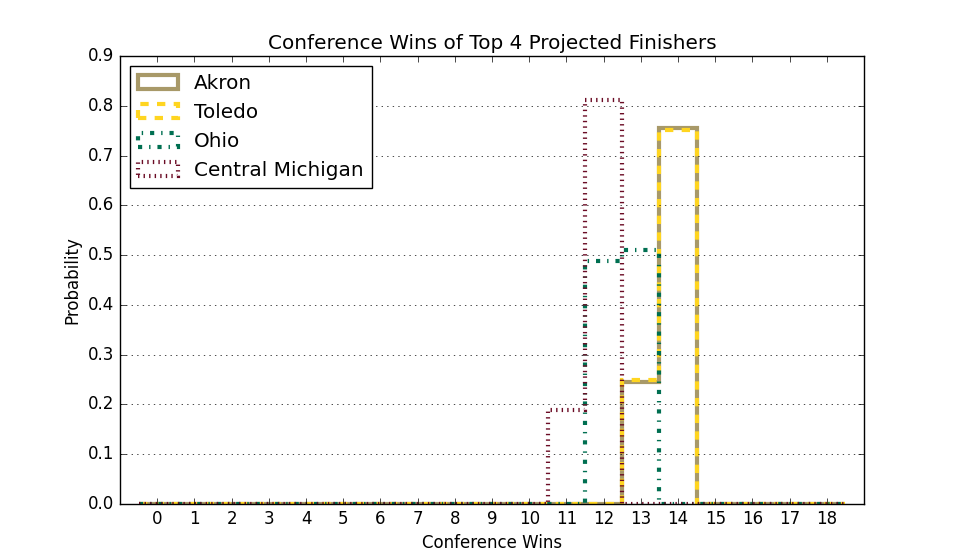 Conference Wins of Top 4 Projected Finishers
0.9
0.8
0.7
0.6
0.5
0.4
0.3
0.2
0.1
0.0
Probability
Akron
Toledo
Ohio
Central Michigan
0 1 2 3 4 5 6 7 8 9 10 11 12 13 14 15 16 17 18
Conference Wins